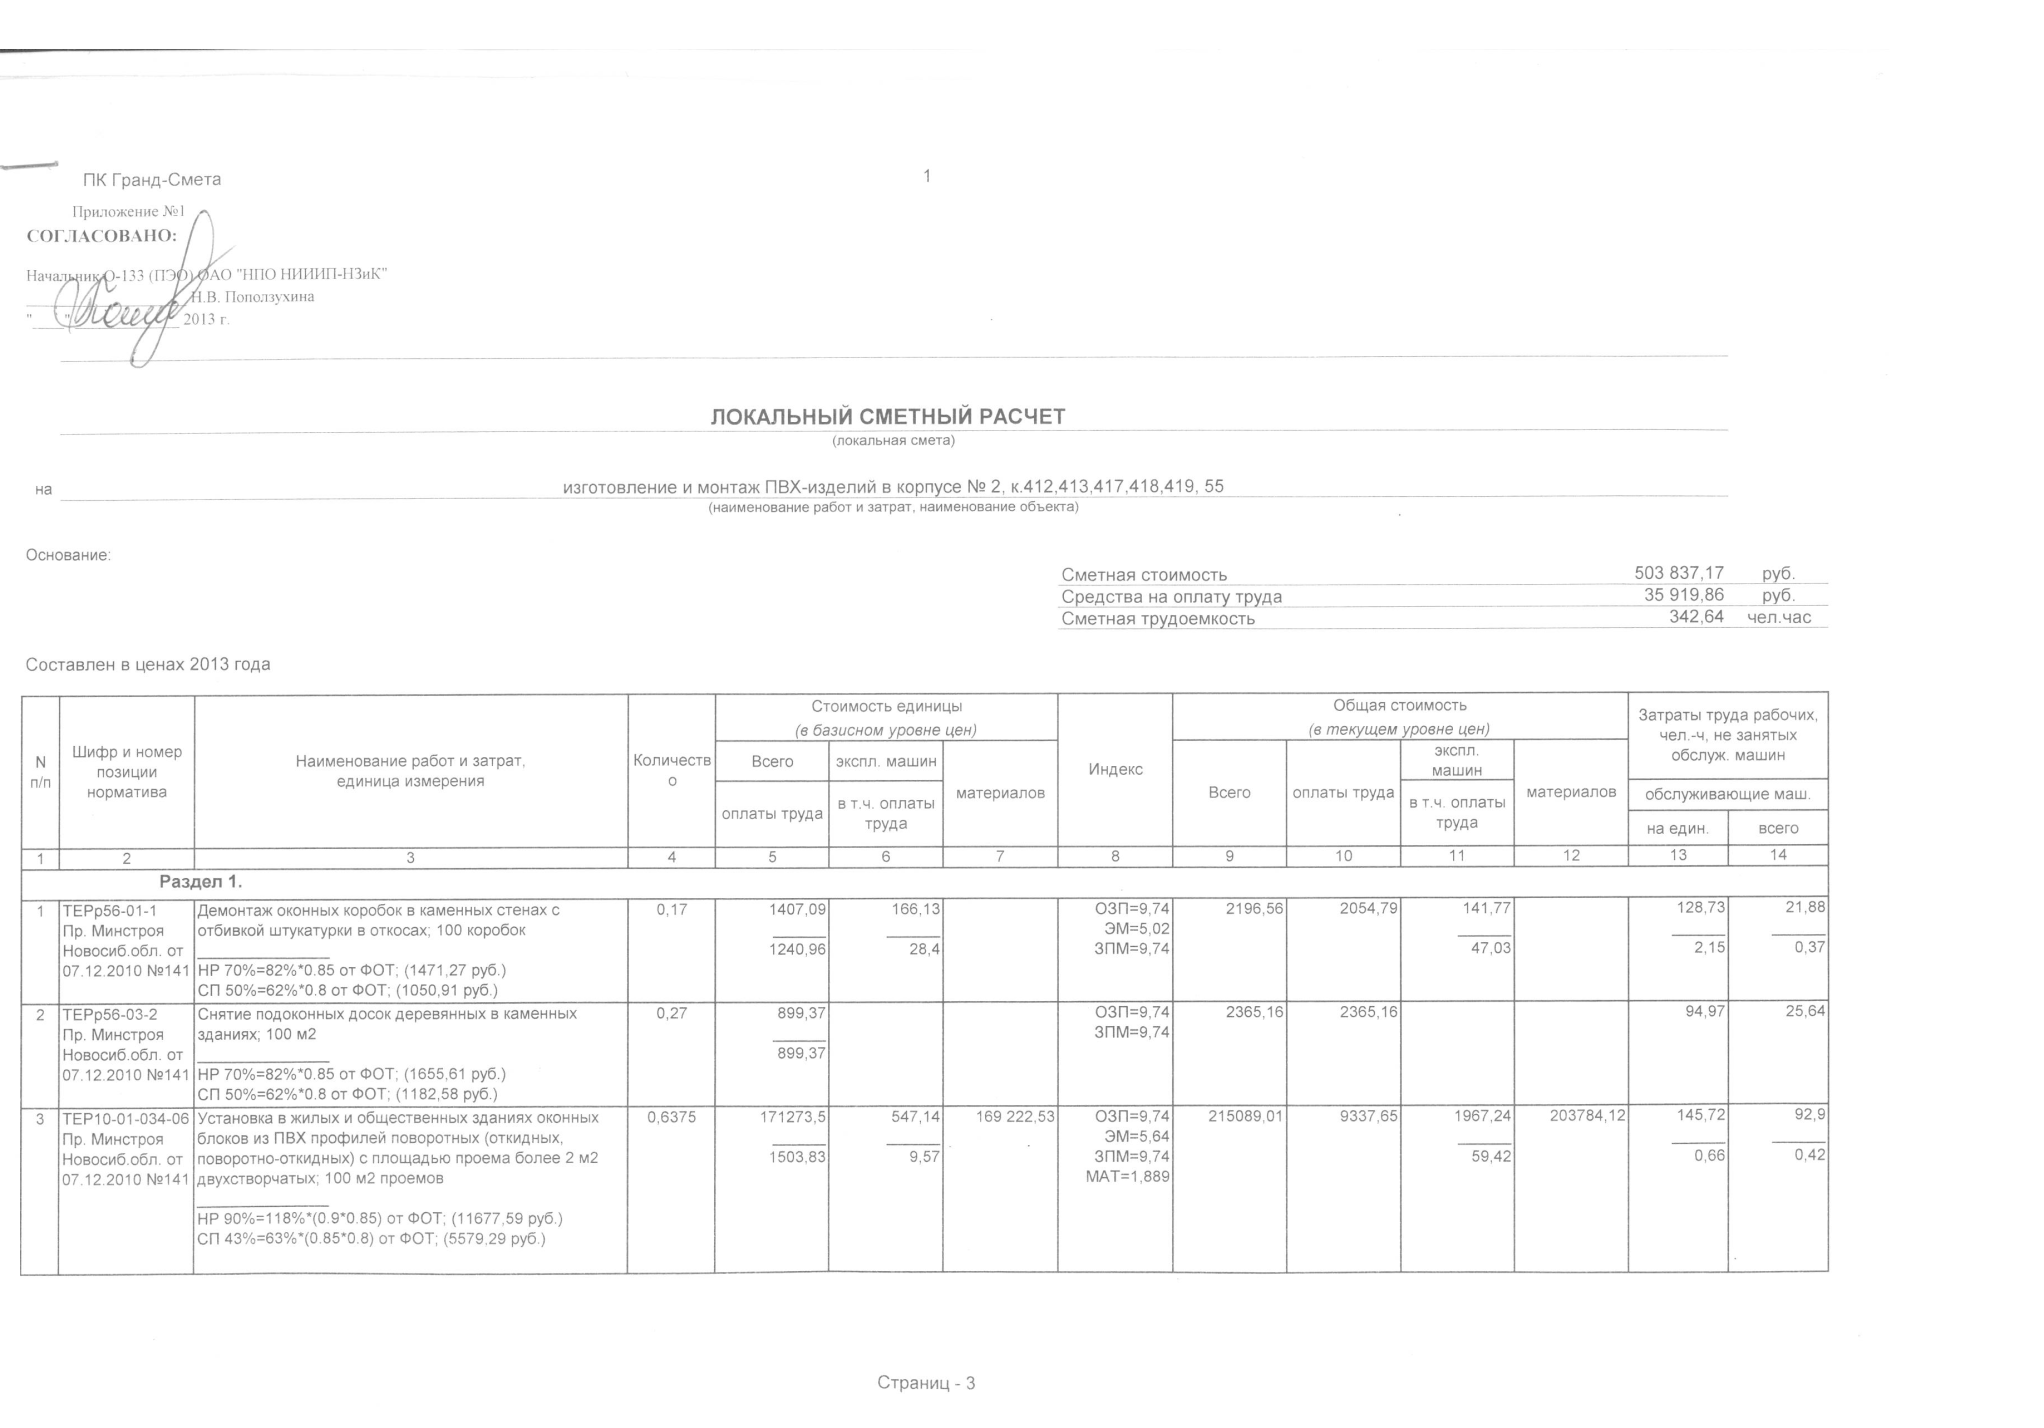 ПК Гранд-Смета
1
Приложение №1
СОГЛАСОВАНО:
Начальник О-133 (ПЭО) ОАО "НПО НИИИП-НЗиК"
Н.В. Поползухина
"____"____________ 2013 г.
ЛОКАЛЬНЫЙ СМЕТНЫЙ РАСЧЕТ
(локальная смета)
на изготовление и монтаж ПВХ-изделий в корпусе № 2, к.412,413,417,418,419, 55
(наименование работ и затрат, наименование объекта)
Основание:
Сметная стоимость 503 837,17 руб.
Средства на оплату труда 35 919,86 руб.
Сметная трудоемкость 342,64 чел.час
Составлен в ценах 2013 года
N п/п
Шифр и номер позиции норматива
Наименование работ и затрат, единица измерения
Количество
Стоимость единицы
(в базисном уровне цен)
Всего
оплаты труда
экспл. машин
в т.ч. оплаты труда
материалов
Индекс
Общая стоимость
(в текущем уровне цен)
Всего
оплаты труда
экспл. машин
в т.ч. оплаты труда
материалов
Затраты труда рабочих, чел.-ч, не занятых обслуж. машин
обслуживающие маш.
на един. всего
1 2 3 4 5 6 7 8 9 10 11 12 13 14
Раздел 1.
1 ТЕРр56-01-1 Демонтаж оконных коробок в каменных стенах с 0,17 1407,09 166,13 ОЗП=9,74 2196,56 2054,79 141,77 128,73 21,88
Пр. Минстроя отбивкой штукатурки в откосах; 100 коробок ЭМ=5,02
Новосиб.обл. от 1240,96 28,4 ЗПМ=9,74 47,03 2,15 0,37
07.12.2010 №141 НР 70%=82%*0.85 от ФОТ; (1471,27 руб.)
СП 50%=62%*0.8 от ФОТ; (1050,91 руб.)
2 ТЕРр56-03-2 Снятие подоконных досок деревянных в каменных 0,27 899,37 ОЗП=9,74 2365,16 2365,16 94,97 25,64
Пр. Минстроя зданиях; 100 м2 ЗПМ=9,74
Новосиб.обл. от 899,37
07.12.2010 №141 НР 70%=82%*0.85 от ФОТ; (1655,61 руб.)
СП 50%=62%*0.8 от ФОТ; (1182,58 руб.)
3 ТЕР10-01-034-06 Установка в жилых и общественных зданиях оконных 0,6375 171273,5 547,14 169 222,53 ОЗП=9,74 215089,01 9337,65 1967,24 203784,12 145,72 92,9
Пр. Минстроя блоков из ПВХ профилей поворотных (откидных, ЭМ=5,64
Новосиб.обл. от поворотно-откидных) с площадью проема более 2 м2 1503,83 9,57 ЗПМ=9,74 59,42 0,66 0,42
07.12.2010 №141 двухстворчатых; 100 м2 проемов МАТ=1,889
НР 90%=118%*(0.9*0.85) от ФОТ; (11677,59 руб.)
СП 43%=63%*(0.85*0.8) от ФОТ; (5579,29 руб.)
Страниц - 3